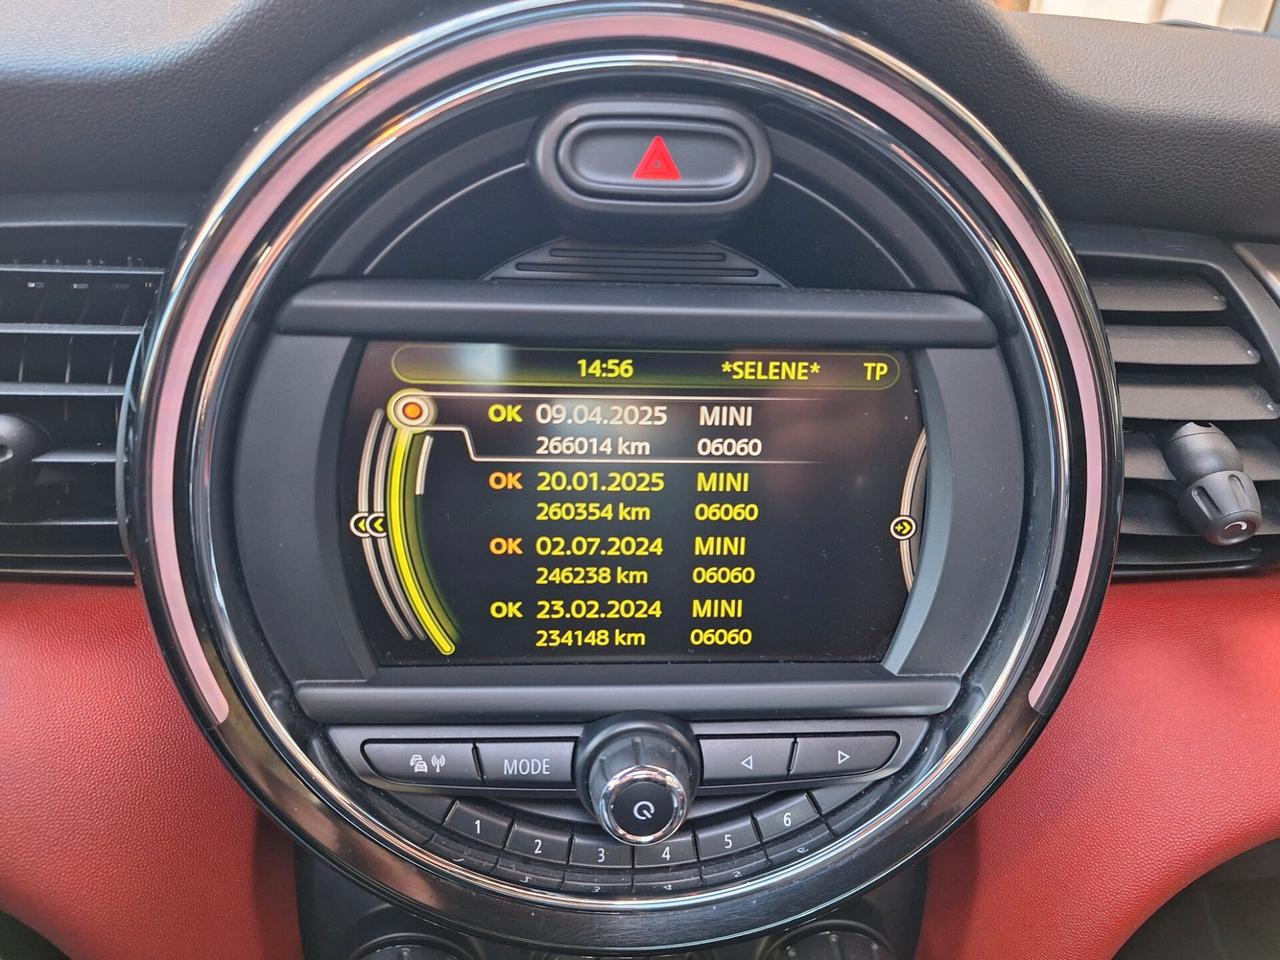 14:56 *SELENE* TP
OK 09.04.2025 MINI
266014 km 06060
OK 20.01.2025 MINI
260354 km 06060
OK 02.07.2024 MINI
246238 km 06060
OK 23.02.2024 MINI
234148 km 06060
MODE
1 2 3 4 5 6